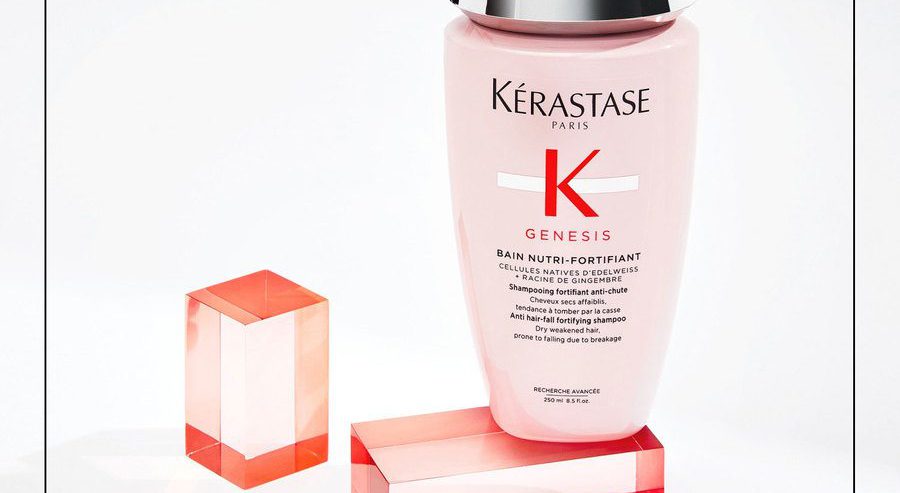 KÉRASTASE
PARIS
K
GENESIS
BAIN NUTRI-FORTIFIANT
CELLULES NATIVES D'EDELWEISS
+ RACINE DE GINGEMBRE
Shampooing fortifiant anti-chute
Cheveux secs affaiblis,
tendance à tomber par la casse
Anti hair-fall fortifying shampoo
Dry weakened hair,
prone to falling due to breakage
RECHERCHE AVANCÉE
250 ml 8.5 fl.oz.